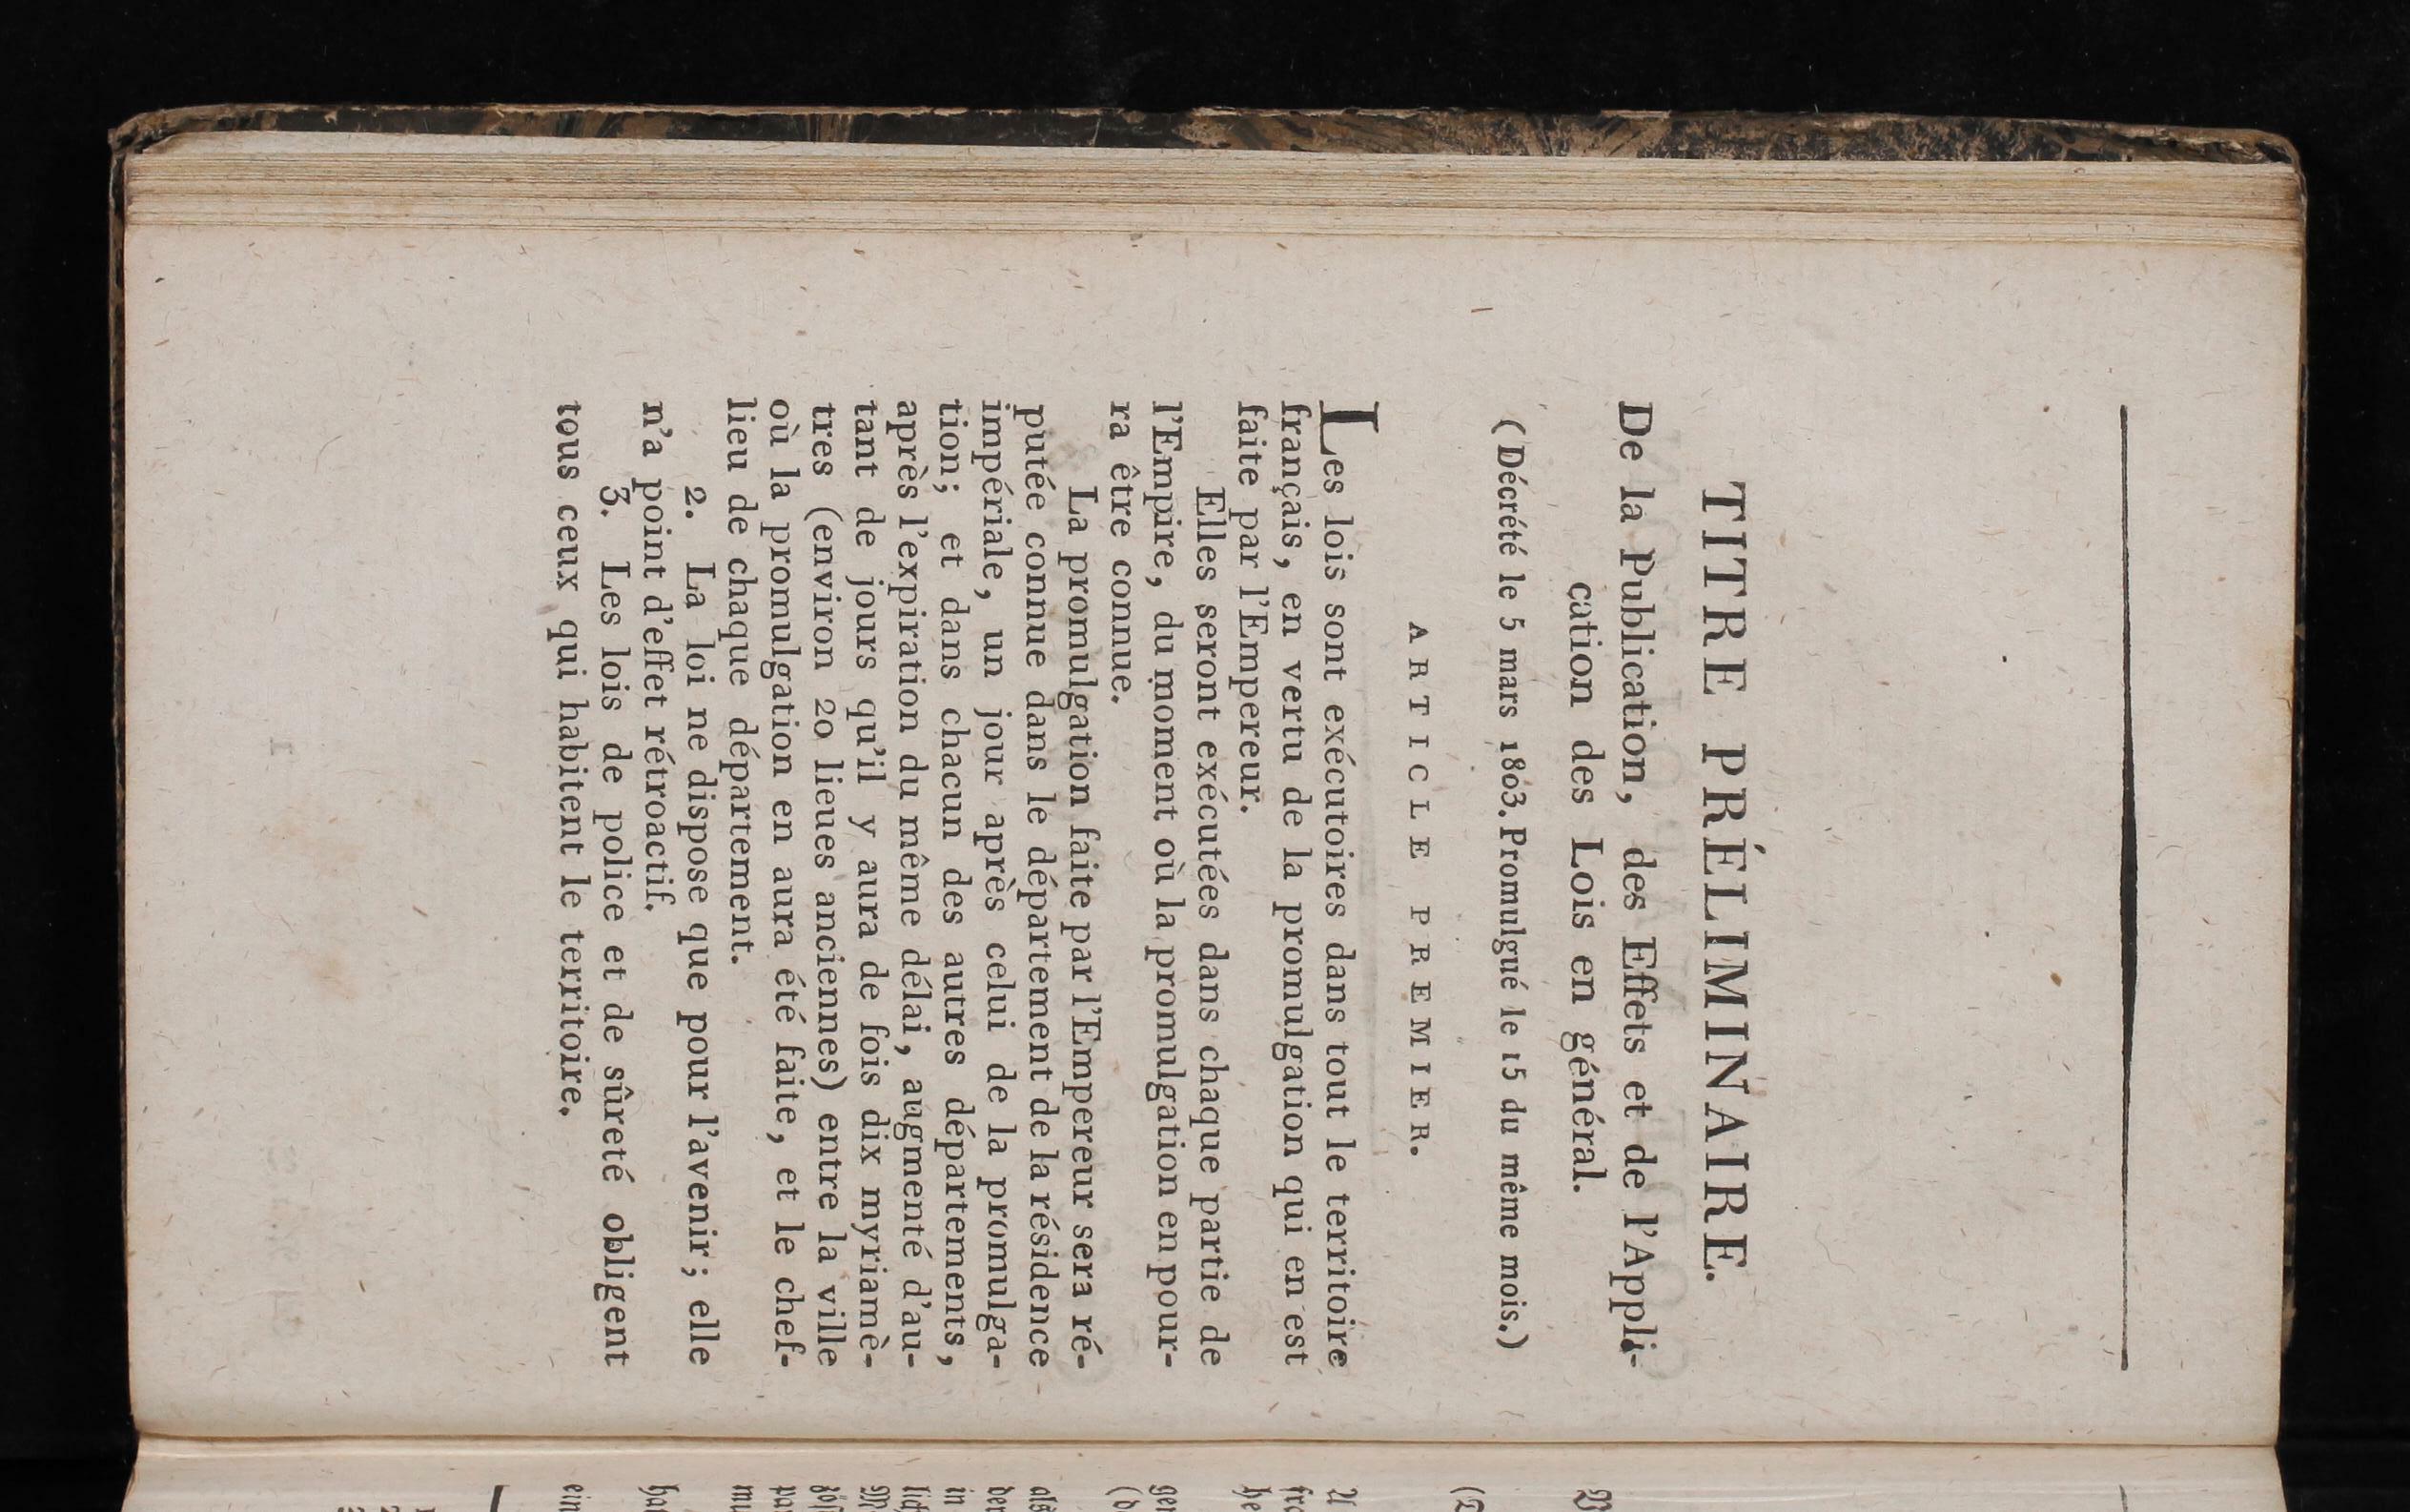 TITRE PRÉLIMINAIRE.
De la Publication, des Effets et de l'Appli-
cation des Lois en général.
(Décrété le 5 mars 1803. Promulgué le 15 du même mois.)
ARTICLE PREMIER.
Les lois sont exécutoires dans tout le territoire
français, en vertu de la promulgation qui en est
faite par l'Empereur.
Elles seront exécutées dans chaque partie de
l'Empire, du moment où la promulgation en pour-
ra être connue.
La promulgation faite par l'Empereur sera ré-
putée connue dans le département de la résidence
impériale, un jour après celui de la promulga-
tion; et dans chacun des autres départements,
après l'expiration du même délai, augmenté d'au-
tant de jours qu'il y aura de fois dix myriamè-
tres (environ 20 lieues anciennes) entre la ville
où la promulgation en aura été faite, et le chef-
lieu de chaque département.
2. La loi ne dispose que pour l'avenir; elle
n'a point d'effet rétroactif.
3. Les lois de police et de sûreté obligent
tous ceux qui habitent le territoire.